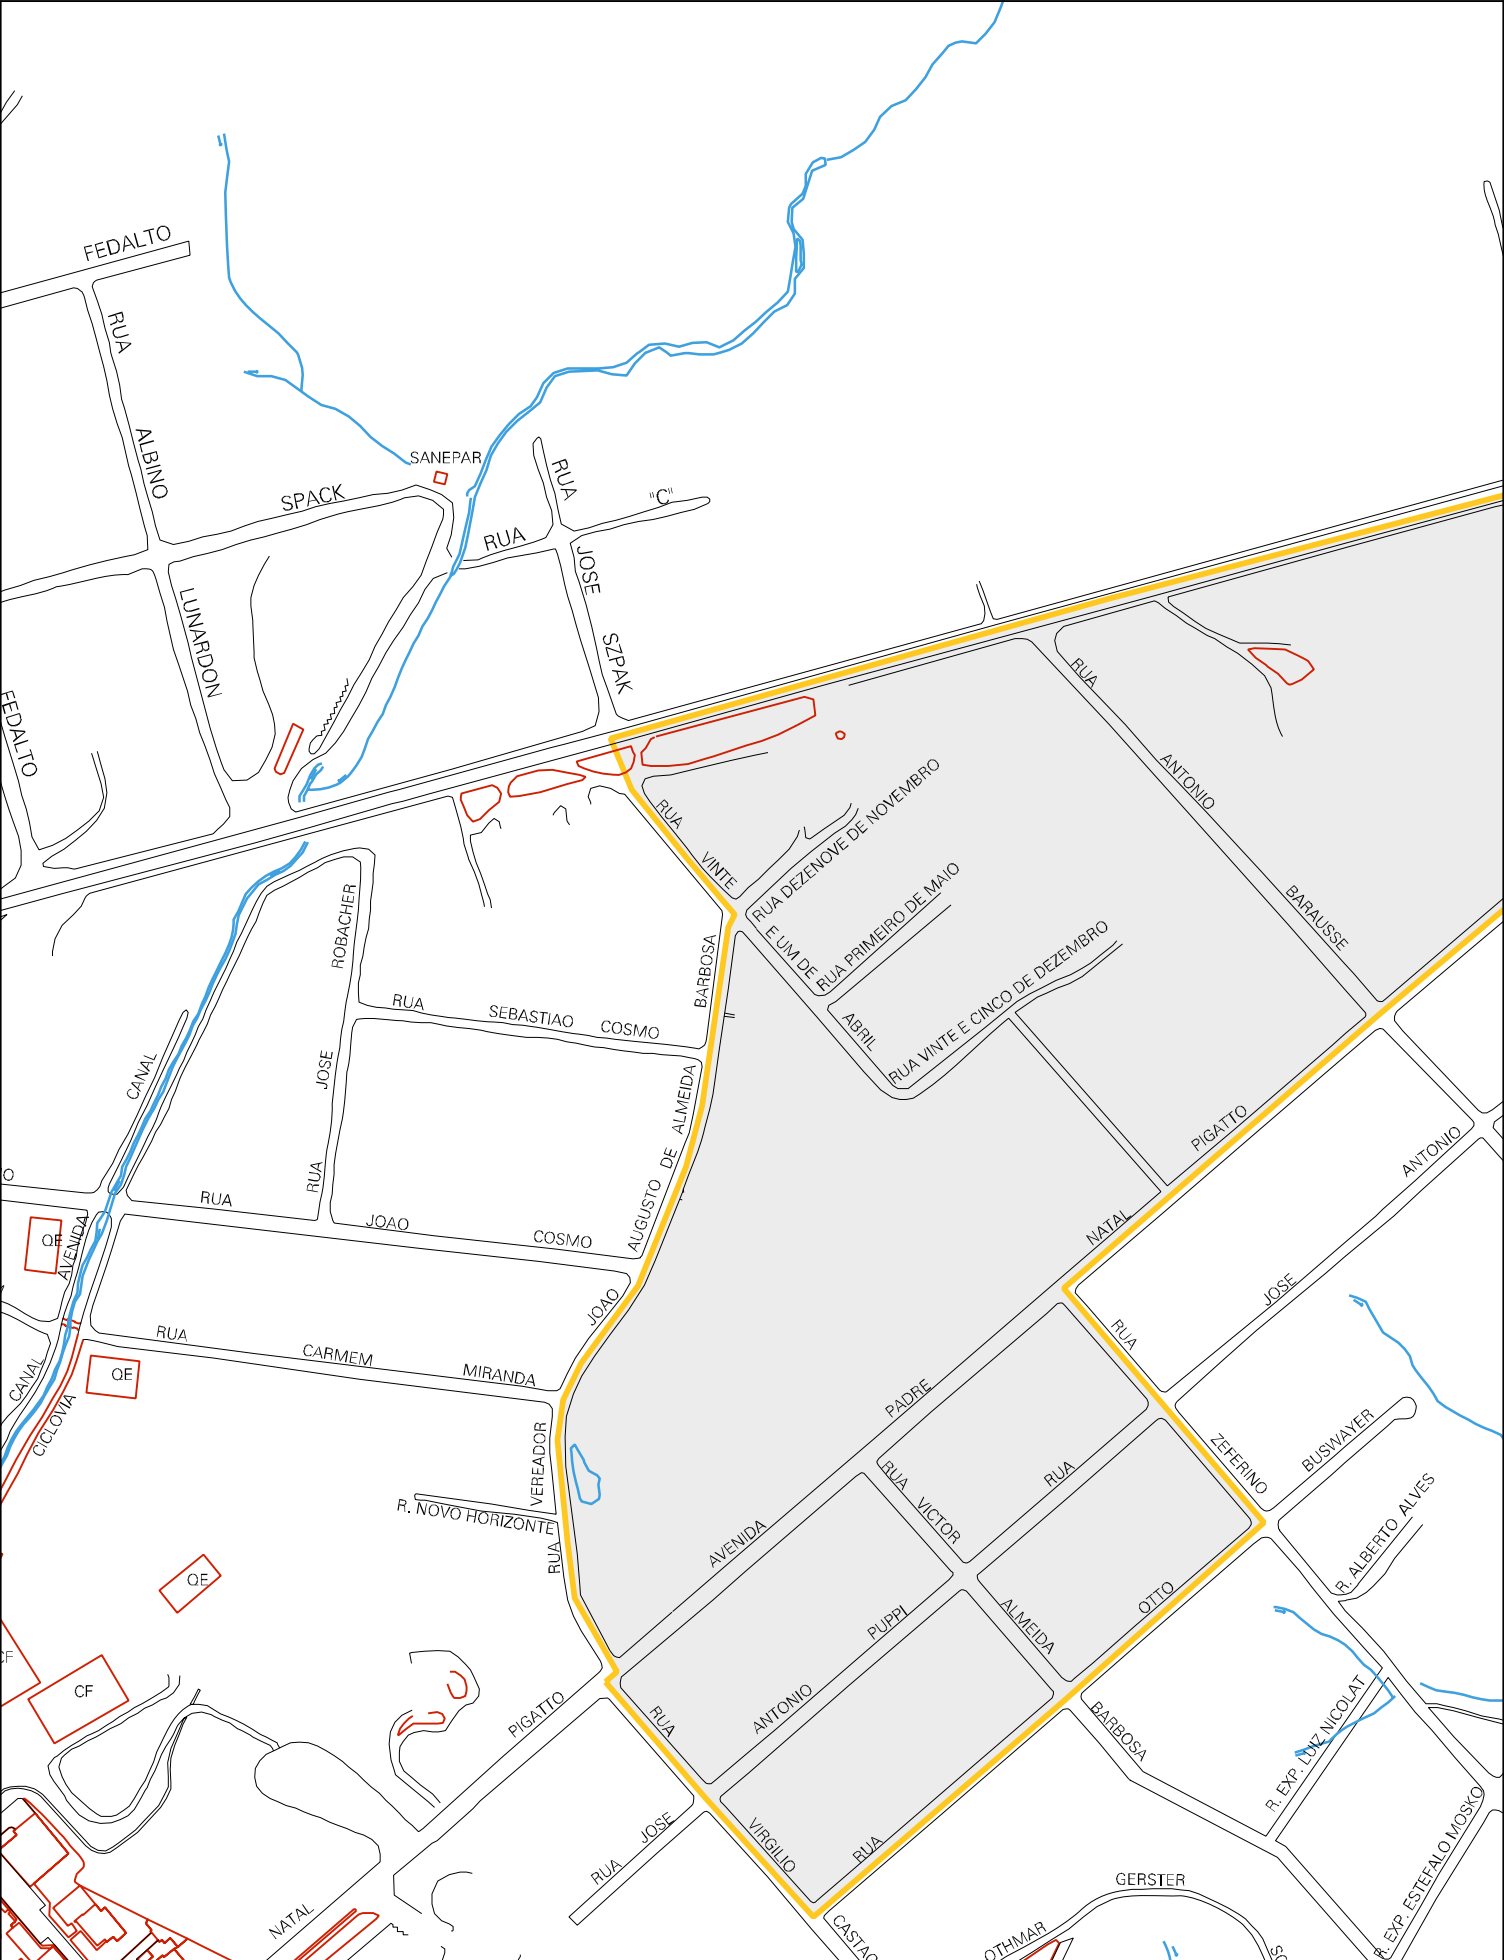 FEDALTO
RUA
ALBINO
SANEPAR
SPACK
RUA
"C"
RUA
JOSE
LUNARDON
SZPAK
FEDALTO
RUA
ANTONIO
BARAUSSE
RUA
VINTE
RUA DEZENOVE DE NOVEMBRO
E UM DE
RUA PRIMEIRO DE MAIO
ABRIL
RUA VINTE E CINCO DE DEZEMBRO
ROBACHER
BARBOSA
RUA
SEBASTIAO
COSMO
JOSE
CANAL
ALMEIDA
DE
PIGATTO
ANTONIO
O
RUA
RUA
JOAO
COSMO
AUGUSTO
NATAL
QE
AVENIDA
JOSE
JOAO
RUA
RUA
CARMEM
MIRANDA
QE
CANAL
PADRE
CICLOVIA
VEREADOR
ZEFERINO
BUSWAYER
R. NOVO HORIZONTE
RUA
VICTOR
RUA
R. ALBERTO ALVES
AVENIDA
RUA
QE
ALMEIDA
OTTO
PUPPI
CF
CF
RUA
ANTONIO
PIGATTO
BARBOSA
R. EXP. LUIZ NICOLAT
JOSE
VIRGILIO
RUA
RUA
R. EXP. ESTEFALO MOSKO
GERSTER
NATAL
CASTAG
OTHMAR
SC